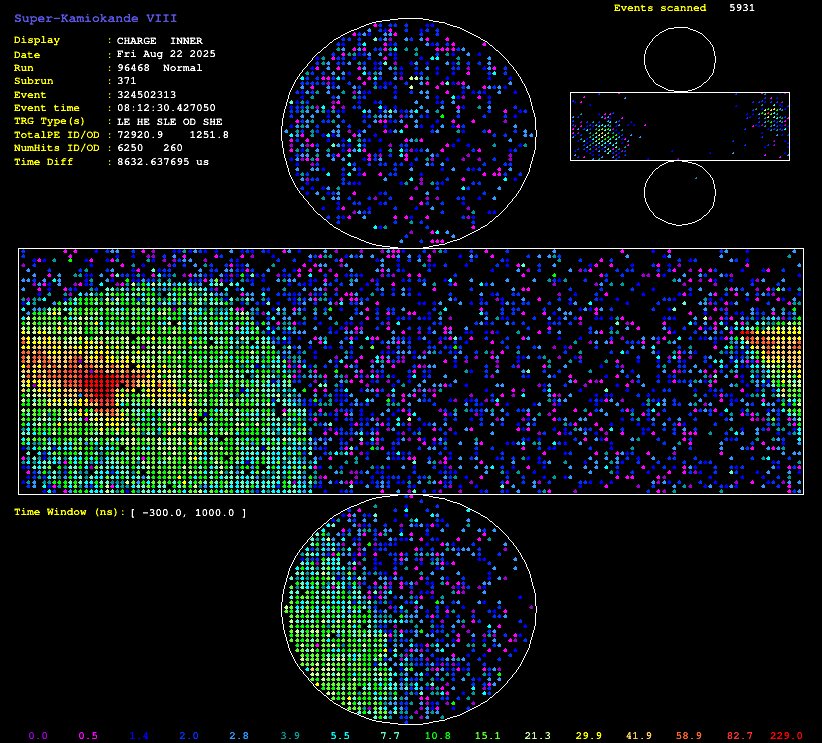 Super-Kamiokande VIII
Events scanned 5931
Display : CHARGE INNER
Date : Fri Aug 22 2025
Run : 96468 Normal
Subrun : 371
Event : 324502313
Event time : 08:12:30.427050
TRG Type(s) : LE HE SLE OD SHE
TotalPE ID/OD : 72920.9 1251.8
NumHits ID/OD : 6250 260
Time Diff : 8632.637695 us
Time Window (ns): [ -300.0, 1000.0 ]
0.0 0.5 1.4 2.0 2.8 3.9 5.5 7.7 10.8 15.1 21.3 29.9 41.9 58.9 82.7 229.0